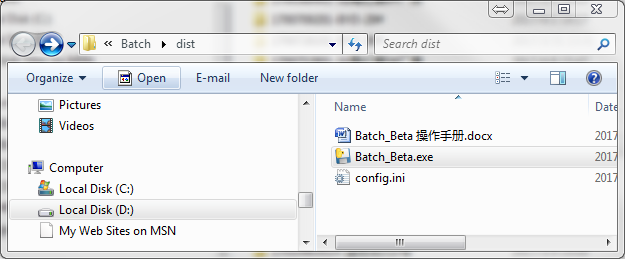 Batch dist Search dist
Organize Open E-mail New folder
Pictures
Videos
Computer
Local Disk (C:)
Local Disk (D:)
My Web Sites on MSN
Name Date
Batch_Beta 操作手册.docx 2017
Batch_Beta.exe 2017
config.ini 2017